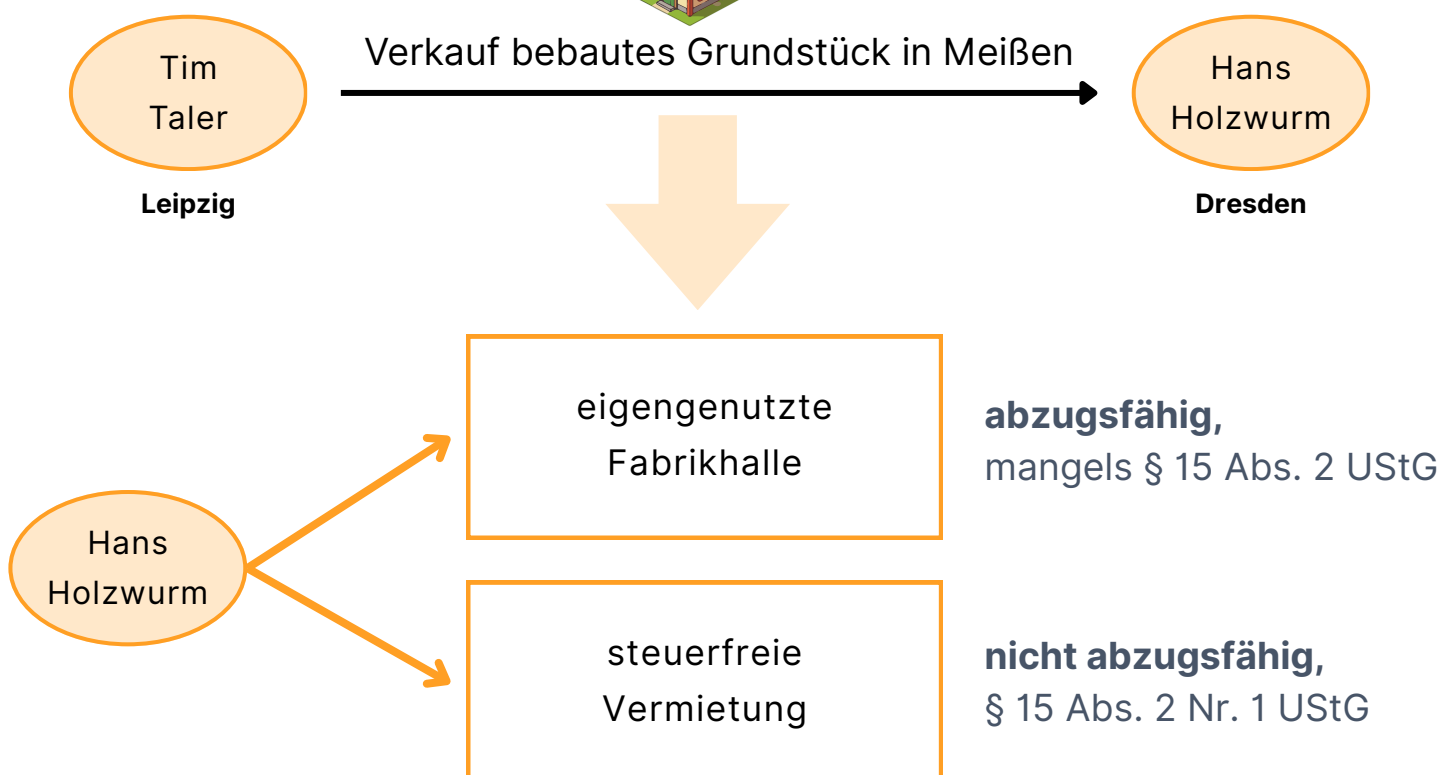 Verkauf bebautes Grundstück in Meißen
Tim
Taler
Hans
Holzwurm
Leipzig
Dresden
eigengenutzte
Fabrikhalle
abzugsfähig,
mangels § 15 Abs. 2 UStG
Hans
Holzwurm
steuerfreie
Vermietung
nicht abzugsfähig,
§ 15 Abs. 2 Nr. 1 UStG